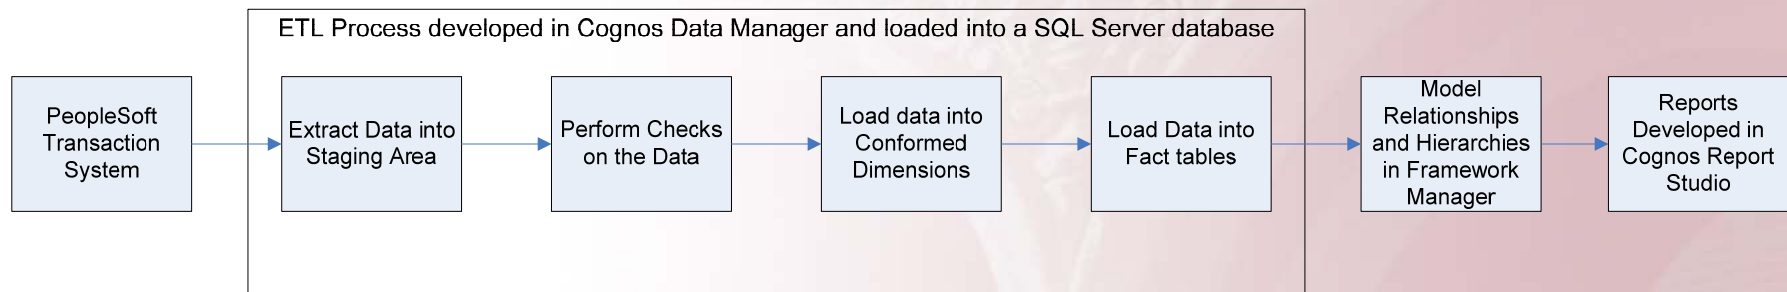 ETL Process developed in Cognos Data Manager and loaded into a SQL Server database
PeopleSoft
Transaction
System
Extract Data into
Staging Area
Perform Checks
on the Data
Load data into
Conformed
Dimensions
Load Data into
Fact tables
Model
Relationships
and Hierarchies
in Framework
Manager
Reports
Developed in
Cognos Report
Studio